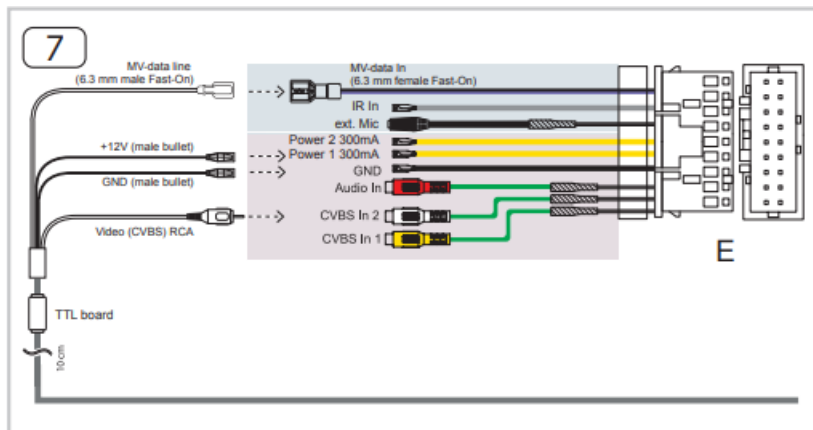 7
MV-data line
(6.3 mm male Fast-On)
MV-data In
(6.3 mm female Fast-On)
IR In
ext. Mic
+12V (male bullet)
Power 2 300mA
Power 1 300mA
GND (male bullet)
GND
Audio In
Video (CVBS) RCA
CVBS In 2
CVBS In 1
E
TTL board
10 cm